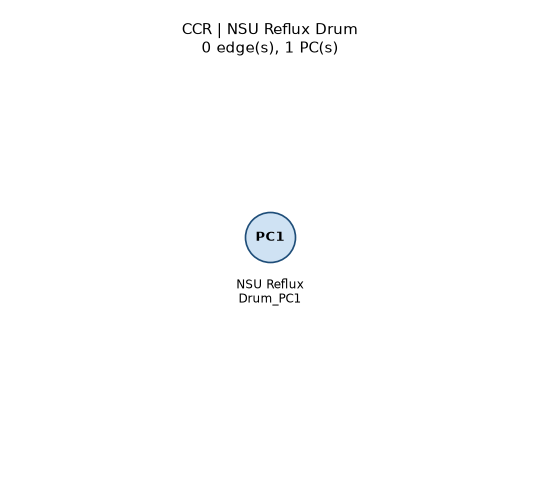 CCR | NSU Reflux Drum
0 edge(s), 1 PC(s)
PC1
NSU Reflux
Drum_PC1